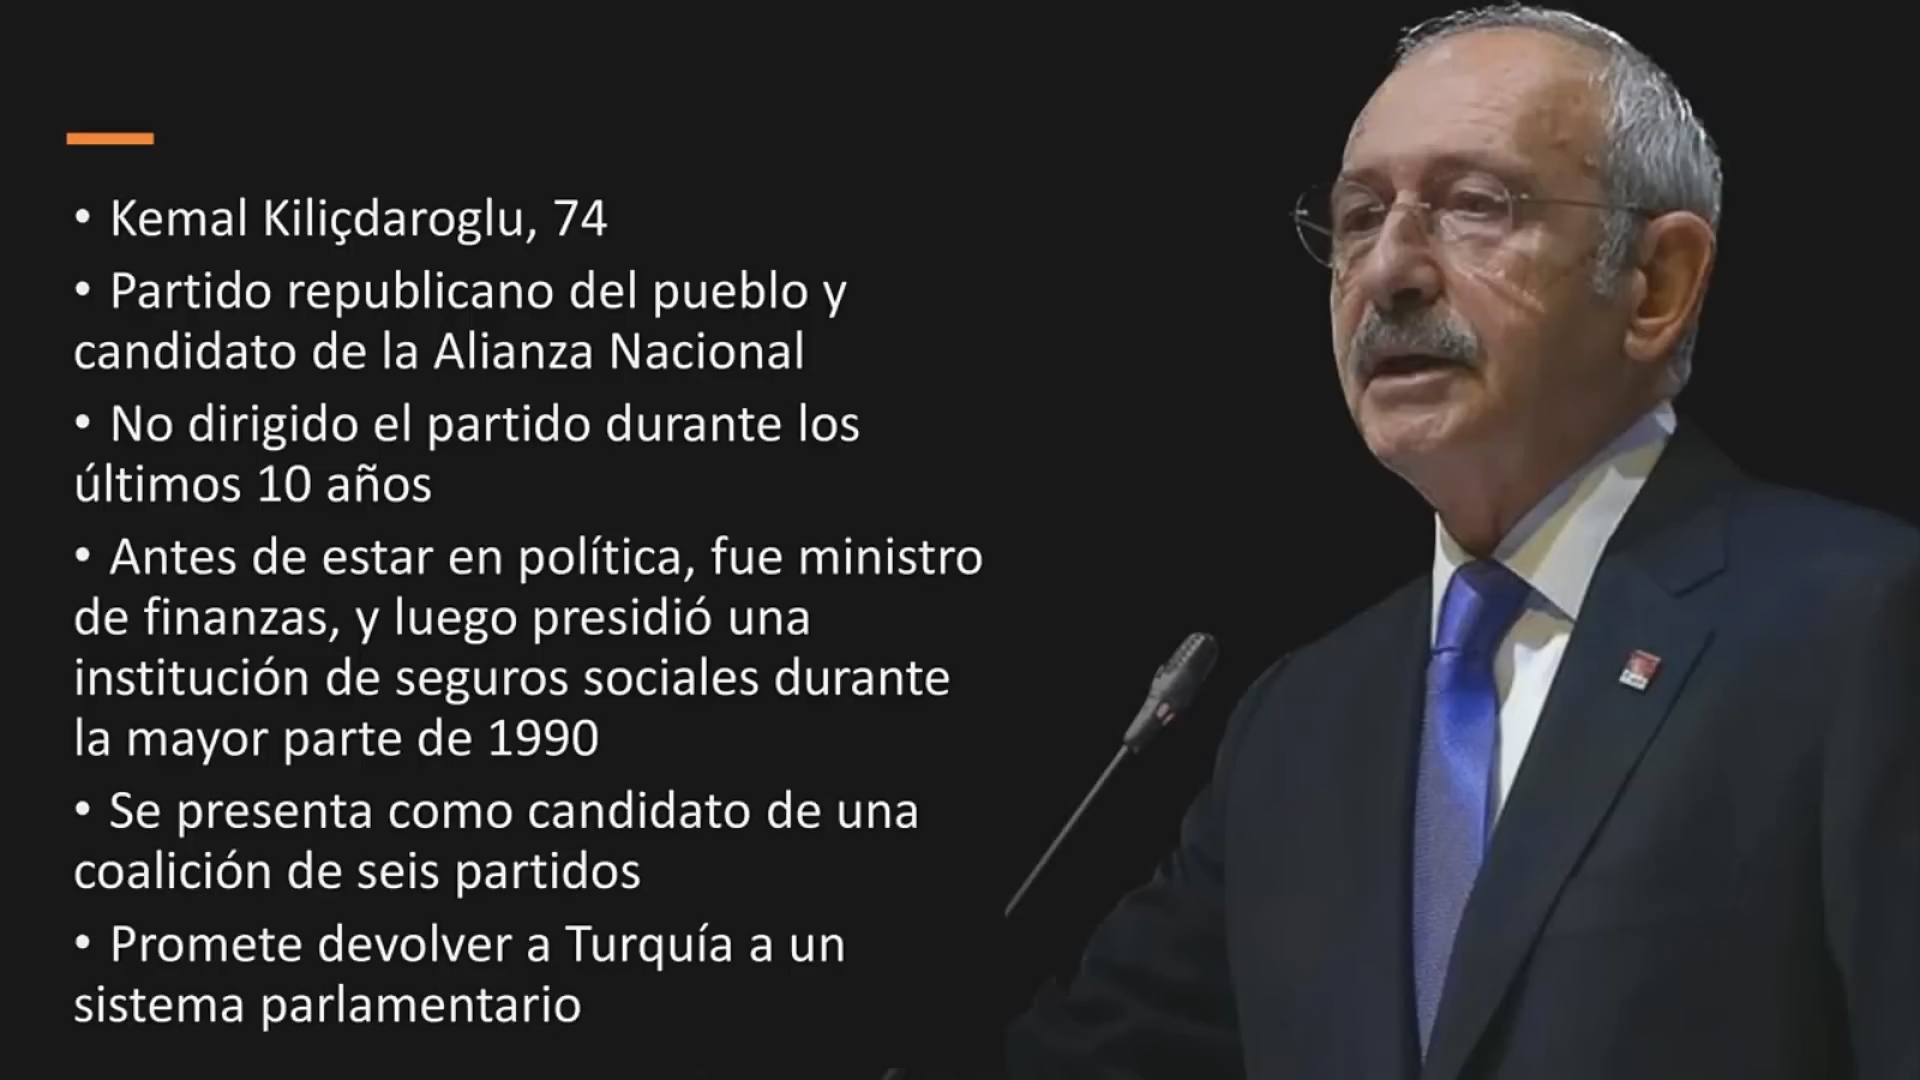 • Kemal Kiliçdaroglu, 74
• Partido republicano del pueblo y
candidato de la Alianza Nacional
• No dirigido el partido durante los
últimos 10 años
• Antes de estar en política, fue ministro
de finanzas, y luego presidió una
institución de seguros sociales durante
la mayor parte de 1990
• Se presenta como candidato de una
coalición de seis partidos
• Promete devolver a Turquía a un
sistema parlamentario